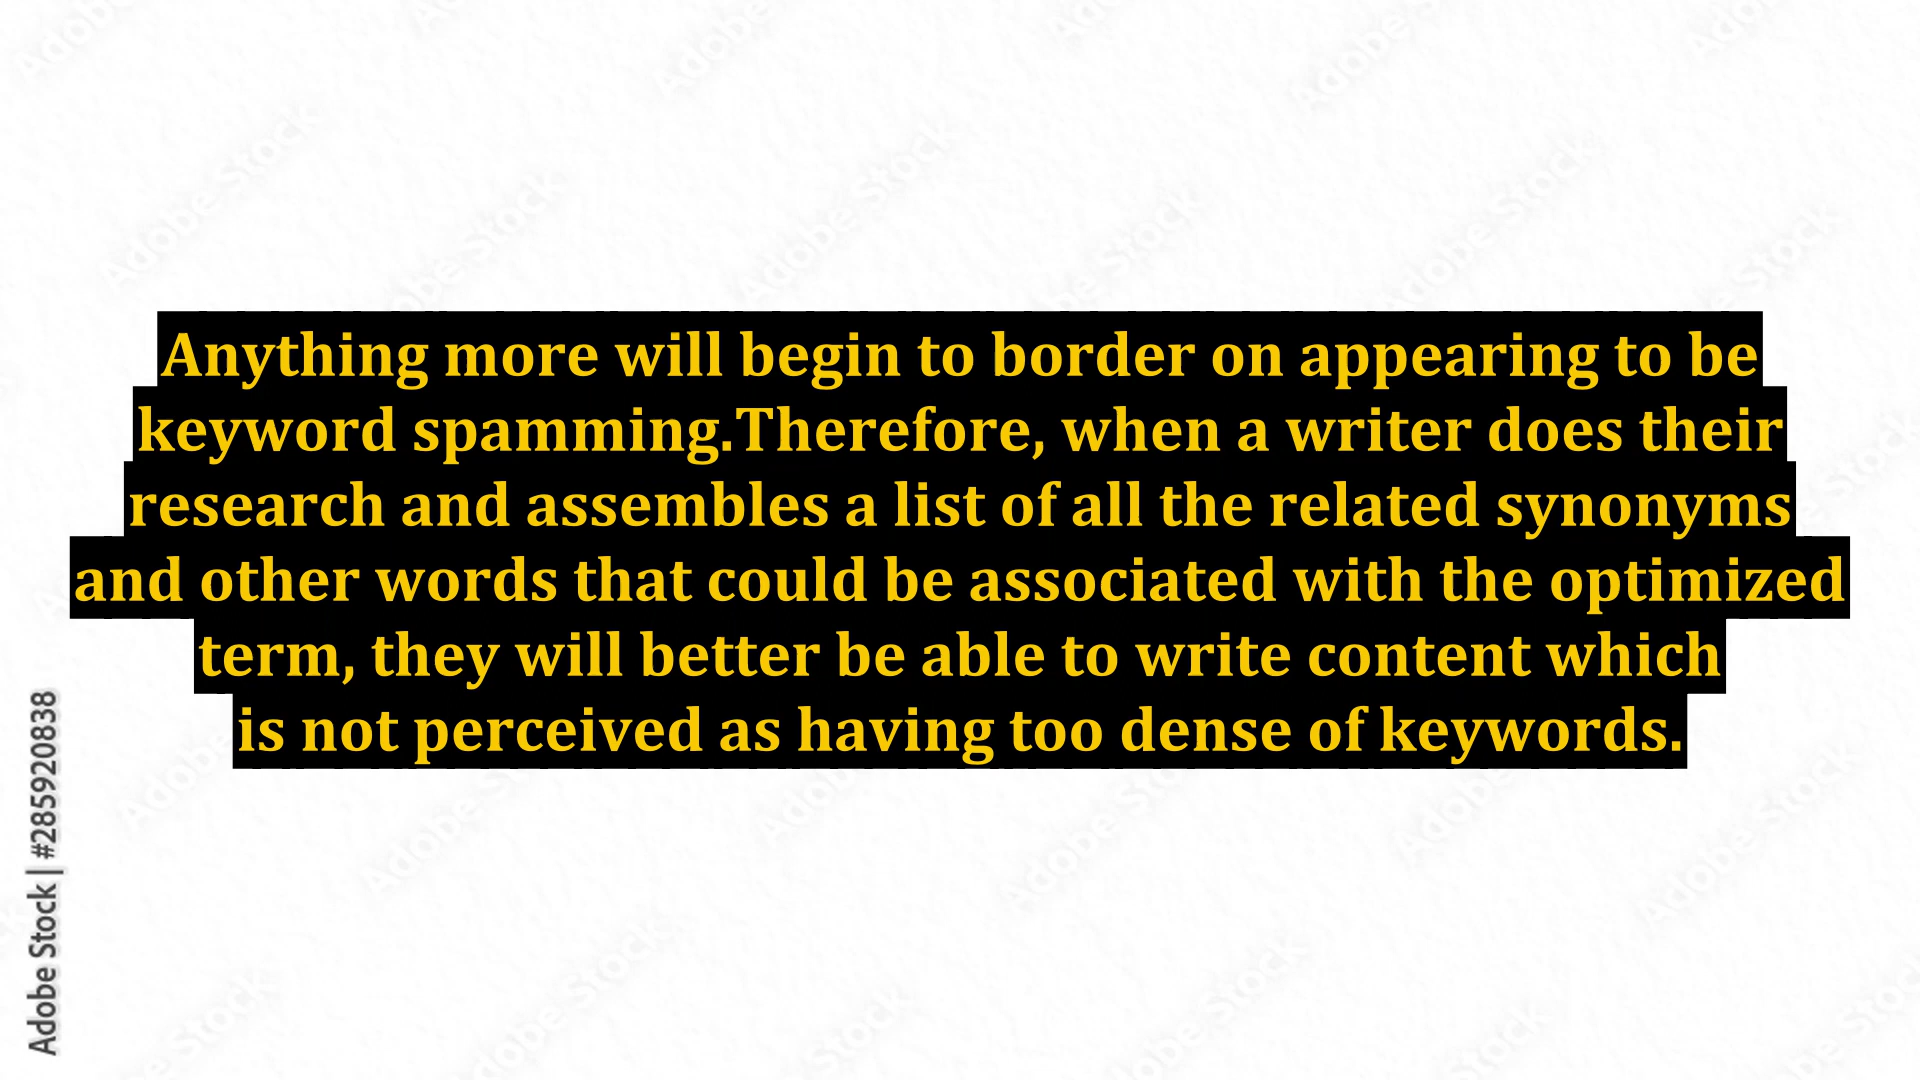 Anything more will begin to border on appearing to be
keyword spamming.Therefore, when a writer does their
research and assembles a list of all the related synonyms
and other words that could be associated with the optimized
term, they will better be able to write content which
is not perceived as having too dense of keywords.
Adobe Stock | #285920838